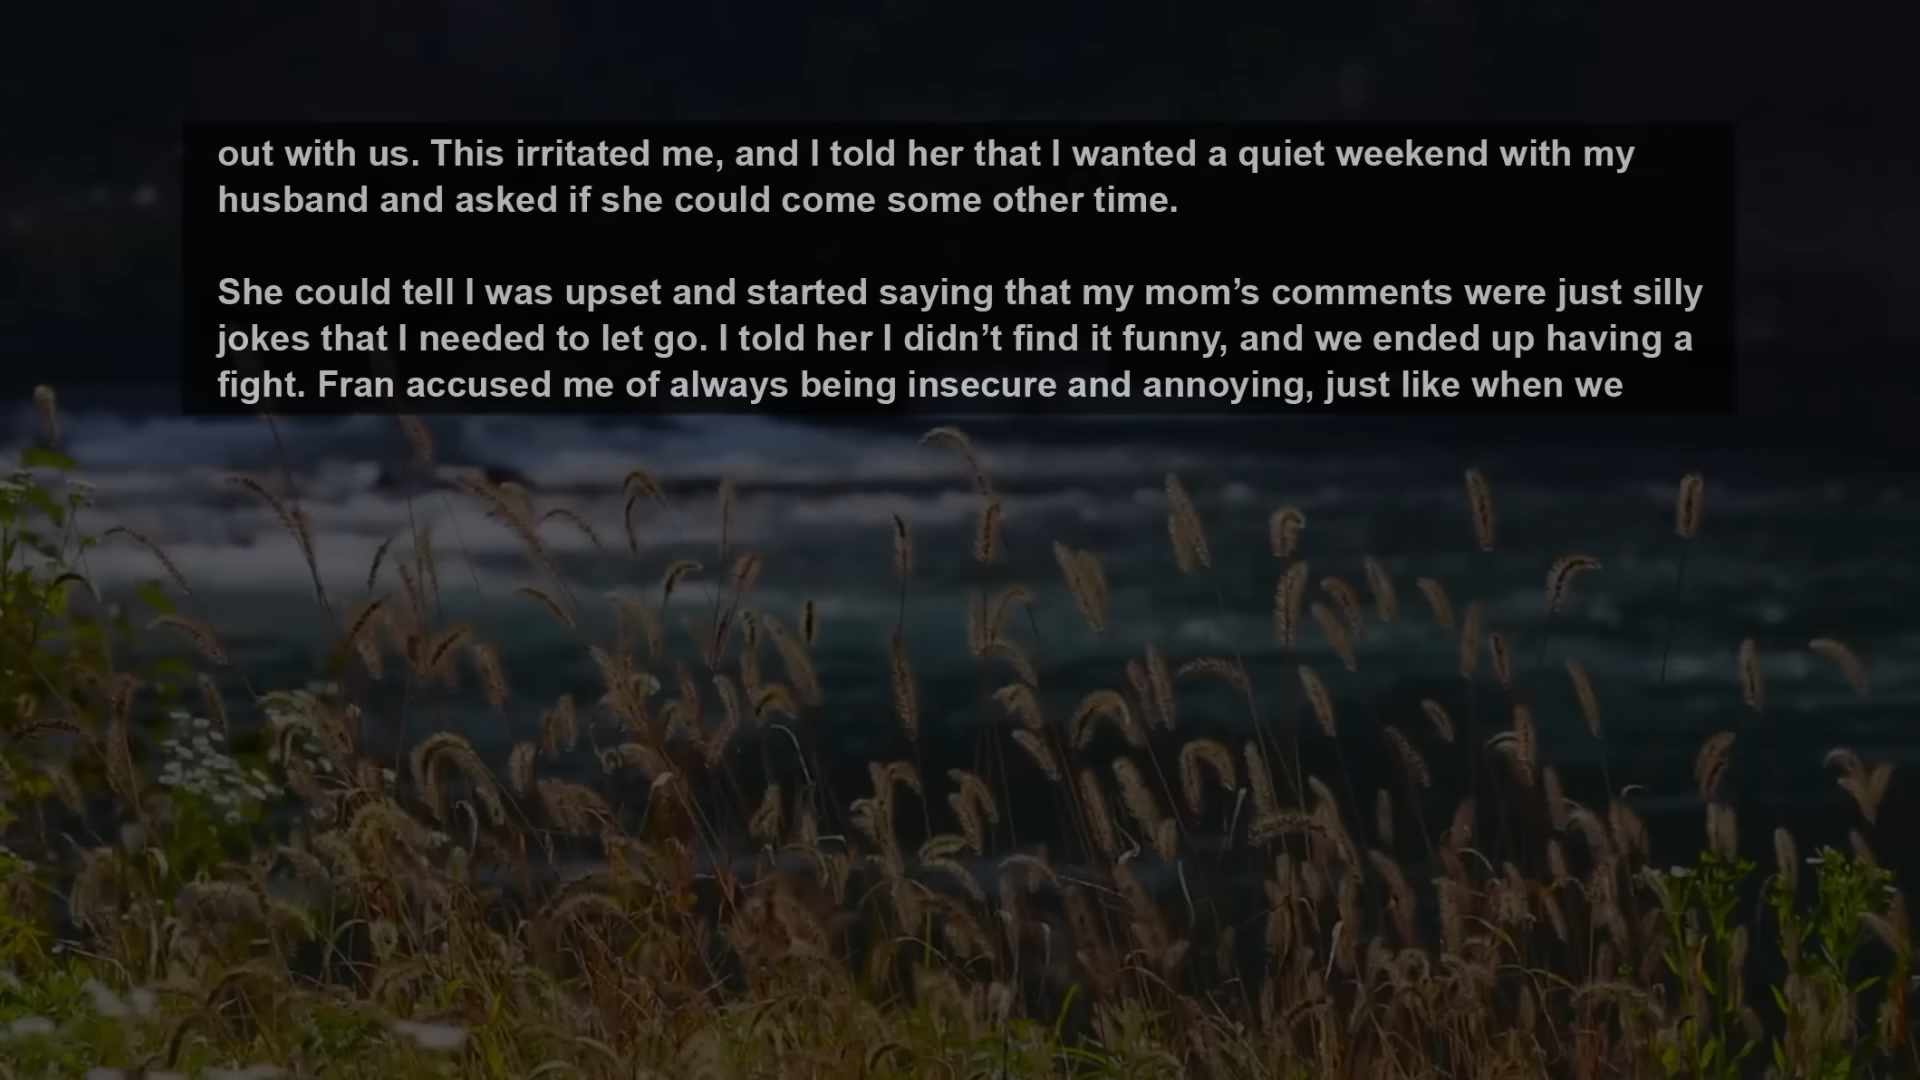 out with us. This irritated me, and I told her that I wanted a quiet weekend with my
husband and asked if she could come some other time.
She could tell I was upset and started saying that my mom’s comments were just silly
jokes that I needed to let go. I told her I didn’t find it funny, and we ended up having a
fight. Fran accused me of always being insecure and annoying, just like when we